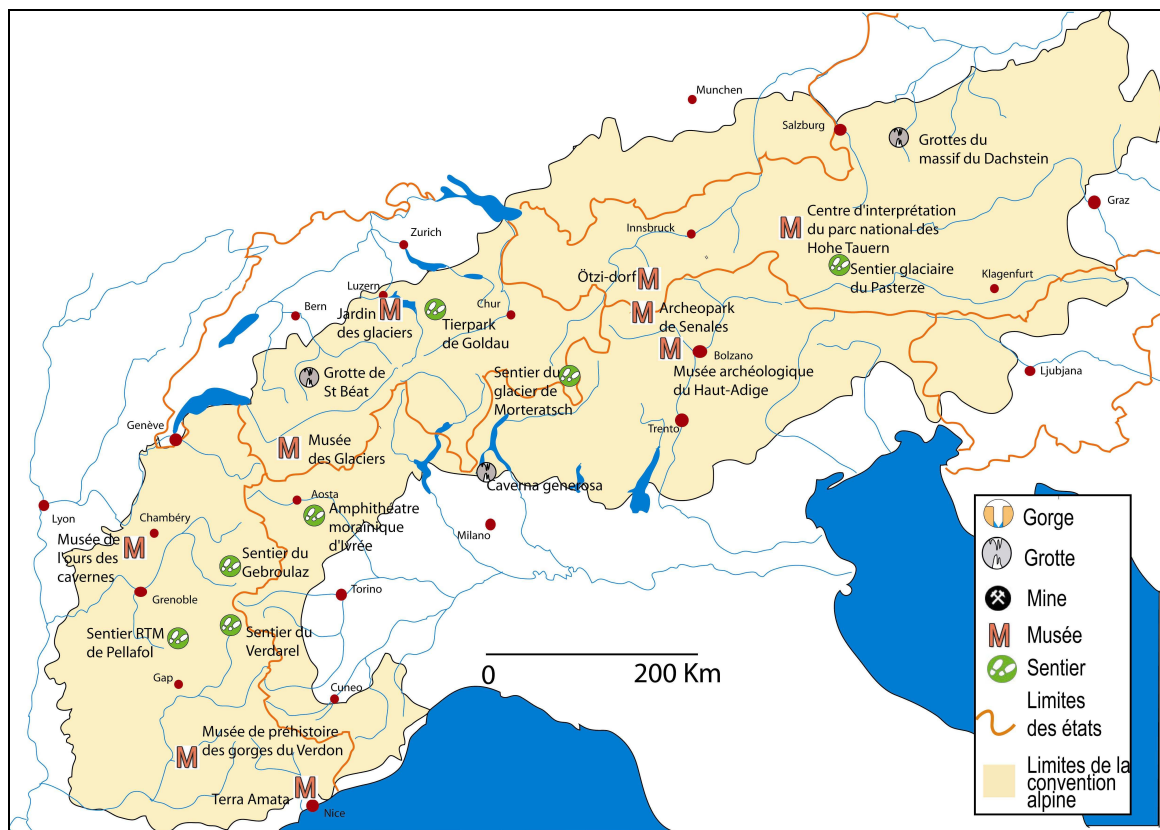 Munchen
Salzburg
Grottes du
massif du Dachstein
Graz
Centre d'interprétation
du parc national des
Hohe Tauern
Innsbruck
Zurich
Ötzi-dorf
Sentier glaciaire
du Pasterze
Klagenfurt
Luzern
Chur
Bern
Jardin
des glaciers
Tierpark
de Goldau
Archeopark
de Senales
Bolzano
Musée archéologique
du Haut-Adige
Ljubjana
Grotte de
St Béat
Sentier du
glacier de
Morteratsch
Genève
Trento
Musée
des Glaciers
Caverna generosa
Aosta
Amphithéatre
morainique
d'Ivrée
Lyon
Chambéry
Milano
Musée de
l'ours des
cavernes
Sentier du
Gebroulaz
Torino
Grenoble
Sentier RTM
de Pellafol
Sentier du
Verdarel
Gap
Cuneo
0
200 Km
Musée de préhistoire
des gorges du Verdon
Terra Amata
Nice
Gorge
Grotte
Mine
M Musée
Sentier
Limites
des états
Limites de la
convention
alpine